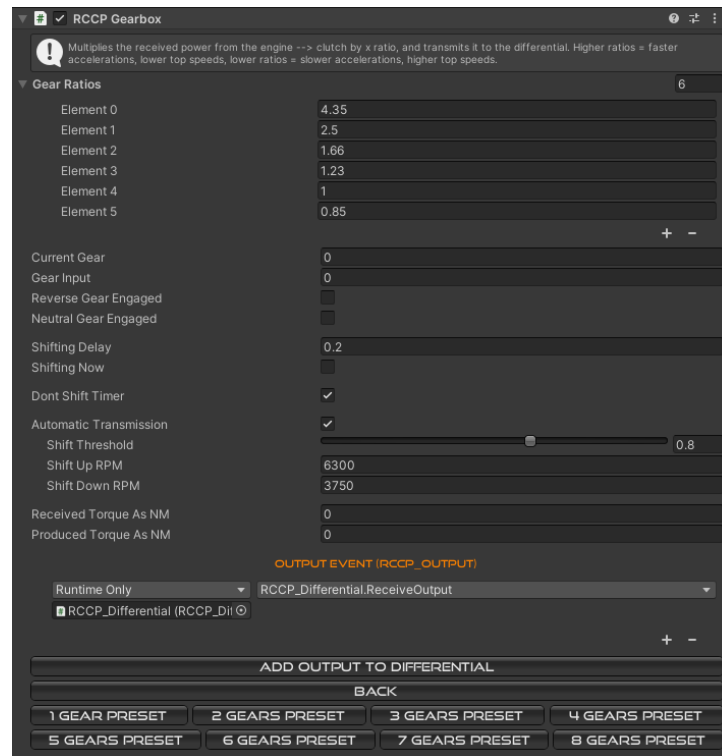 RCCP Gearbox
Multiplies the received power from the engine --> clutch by x ratio, and transmits it to the differential. Higher ratios = faster
accelerations, lower top speeds, lower ratios = slower accelerations, higher top speeds.
Gear Ratios 6
Element 0 4.35
Element 1 2.5
Element 2 1.66
Element 3 1.23
Element 4 1
Element 5 0.85
+ -
Current Gear 0
Gear Input 0
Reverse Gear Engaged
Neutral Gear Engaged
Shifting Delay 0.2
Shifting Now
Dont Shift Timer
Automatic Transmission
Shift Threshold 0.8
Shift Up RPM 6300
Shift Down RPM 3750
Received Torque As NM 0
Produced Torque As NM 0
OUTPUT EVENT (RCCP_OUTPUT)
Runtime Only RCCP_Differential.ReceiveOutput
RCCP_Differential (RCCP_Dif
+ -
ADD OUTPUT TO DIFFERENTIAL
BACK
1 GEAR PRESET 2 GEARS PRESET 3 GEARS PRESET 4 GEARS PRESET
5 GEARS PRESET 6 GEARS PRESET 7 GEARS PRESET 8 GEARS PRESET